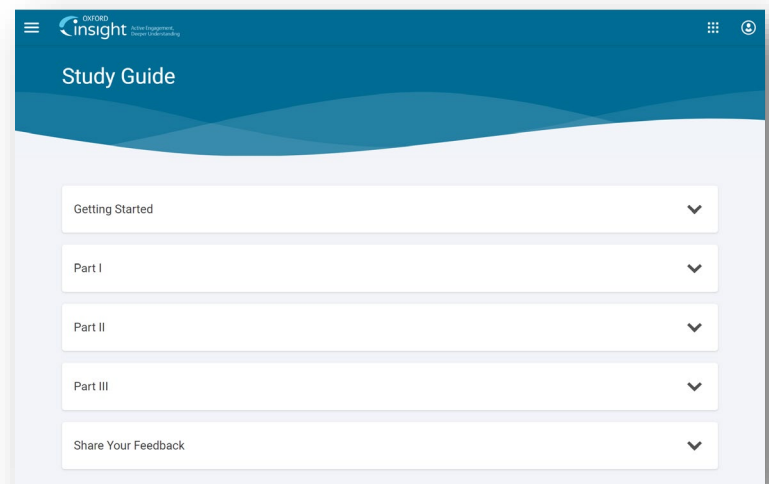 OXFORD
insight Active Engagement,
Deeper Understanding
Study Guide
Getting Started
Part I
Part II
Part III
Share Your Feedback